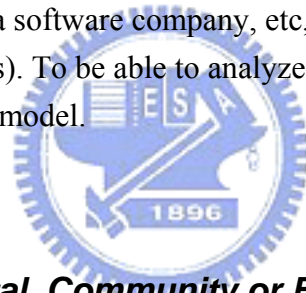 a software company, etc,
s). To be able to analyze
model.
E S A
1896
al, Community or